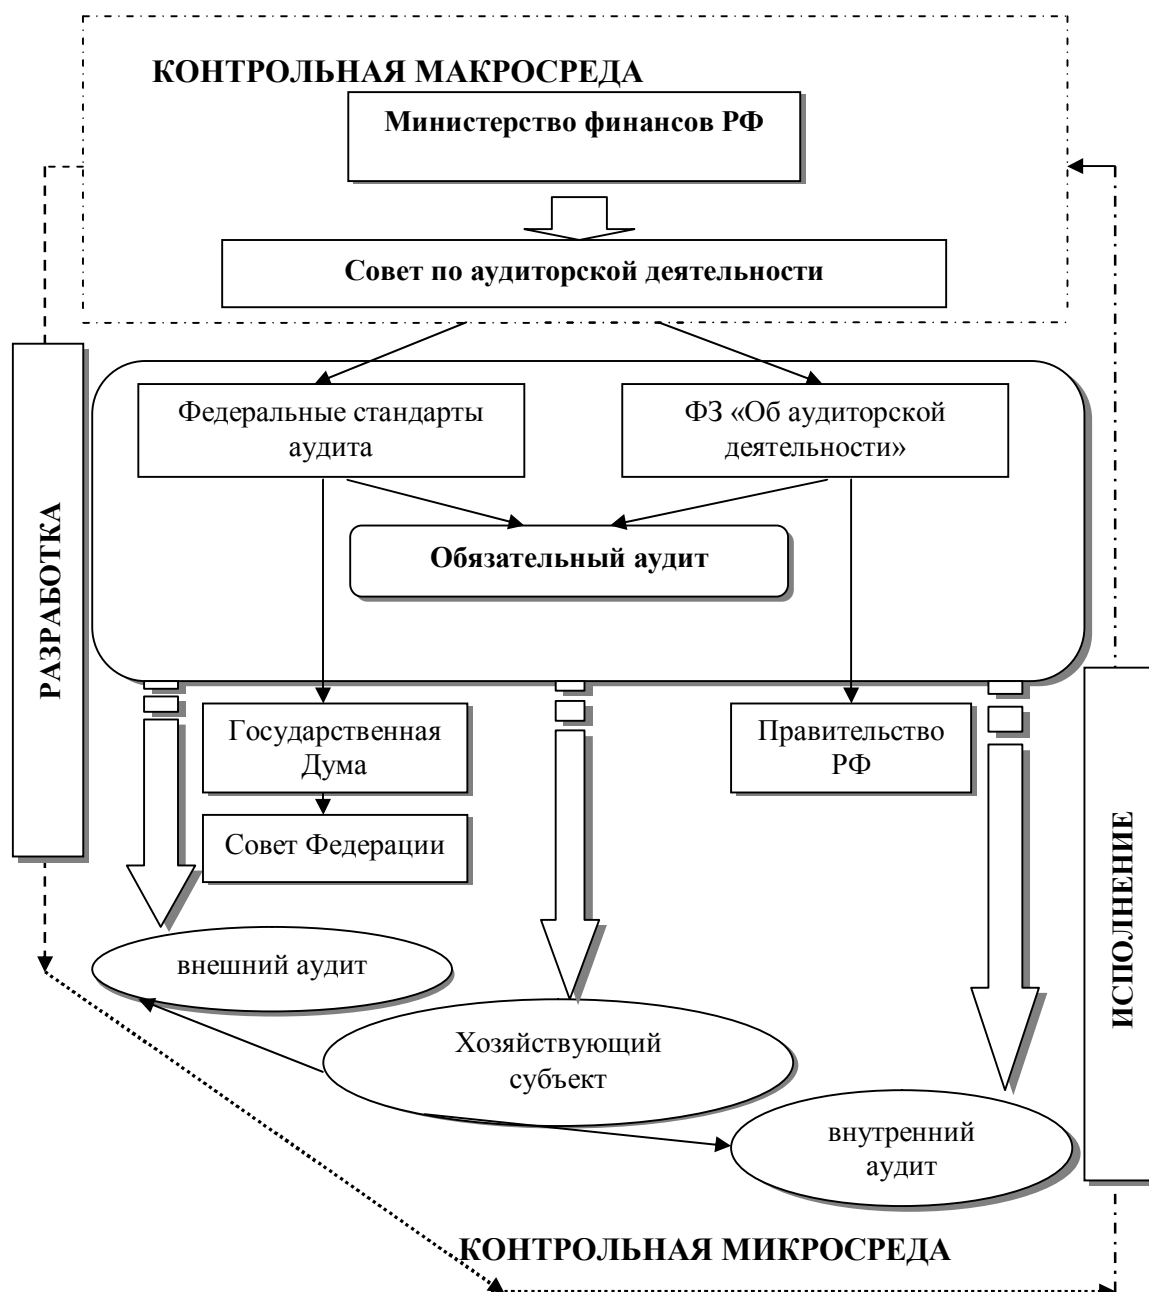 КОНТРОЛЬНАЯ МАКРОСРЕДА
Министерство финансов РФ
Совет по аудиторской деятельности
Федеральные стандарты
аудита
ФЗ «Об аудиторской
деятельности»
Обязательный аудит
РАЗРАБОТКА
Государственная
Дума
Правительство
РФ
Совет Федерации
ИСПОЛНЕНИЕ
внешний аудит
Хозяйствующий
субъект
внутренний
аудит
КОНТРОЛЬНАЯ МИКРОСРЕДА